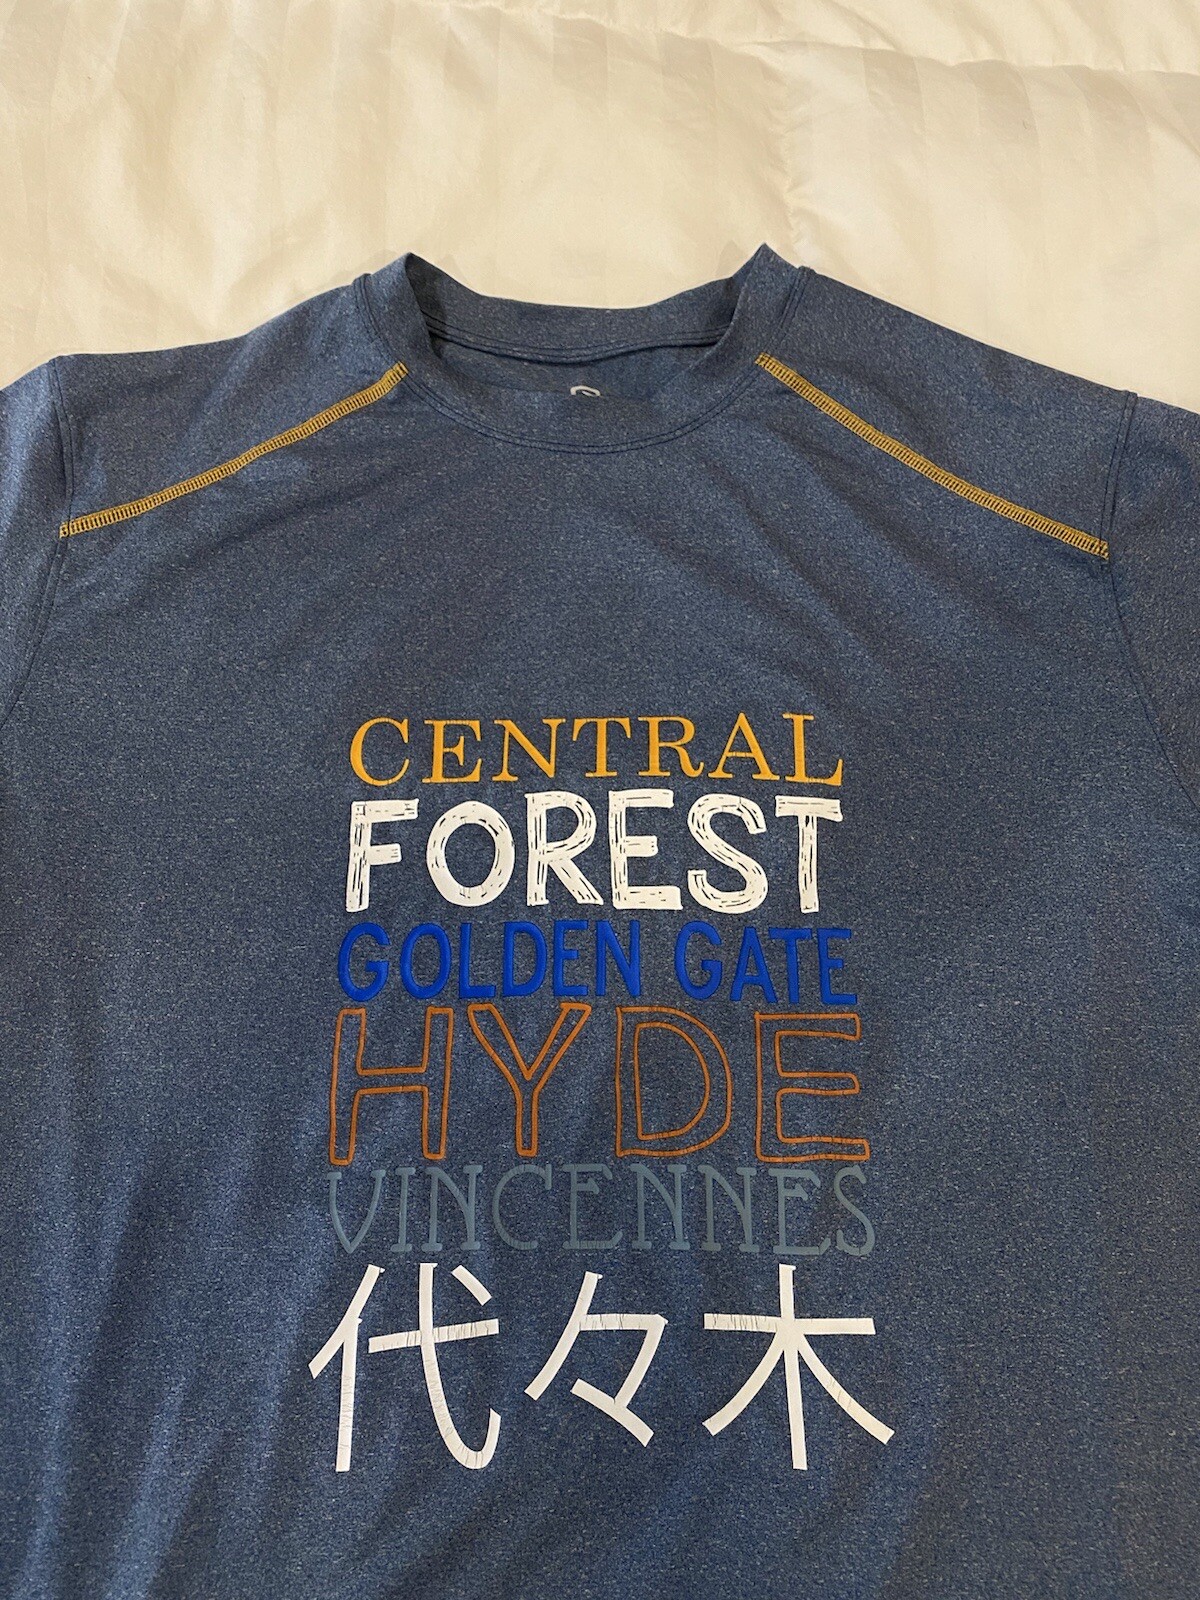 CENTRAL
FOREST
GOLDEN GATE
HYDE
VINCENNES
代々木